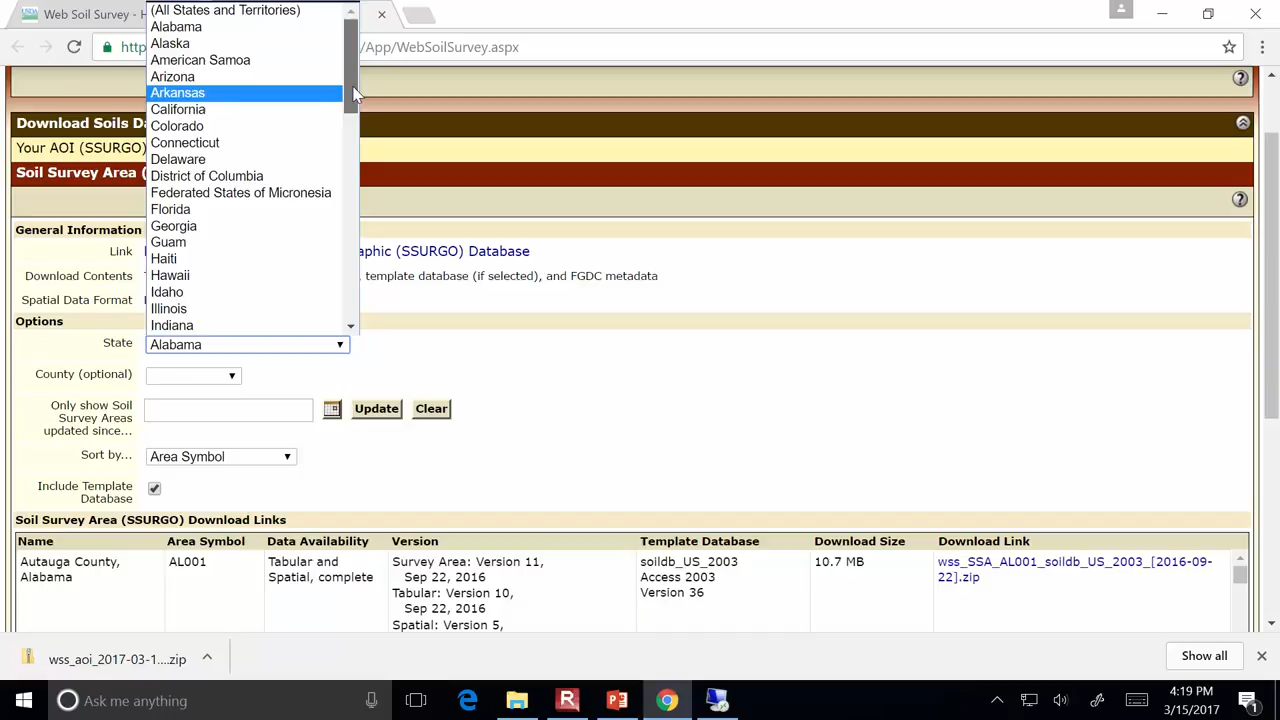 USDA Web Soil Survey -
(All States and Territories)
Alabama
Alaska
American Samoa
Arizona
Arkansas
California
Colorado
Connecticut
Delaware
District of Columbia
Federated States of Micronesia
Florida
Georgia
Guam
Haiti
Hawaii
Idaho
Illinois
Indiana
http
/App/WebSoilSurvey.aspx
Download Soils Da
Your AOI (SSURGO)
Soil Survey Area (
General Information
Link
aphic (SSURGO) Database
Download Contents
, template database (if selected), and FGDC metadata
Spatial Data Format
Options
State
Alabama
County (optional)
Only show Soil
Survey Areas
updated since...
Update
Clear
Sort by...
Area Symbol
Include Template
Database
Soil Survey Area (SSURGO) Download Links
Name Area Symbol Data Availability Version Template Database Download Size Download Link
Autauga County,
Alabama
AL001
Tabular and
Spatial, complete
Survey Area: Version 11,
Sep 22, 2016
Tabular: Version 10,
Sep 22, 2016
Spatial: Version 5,
soildb_US_2003
Access 2003
Version 36
10.7 MB
wss_SSA_AL001_soildb_US_2003_[2016-09-
22].zip
wss_aoi_2017-03-1....zip
Show all
Ask me anything
4:19 PM
3/15/2017
1